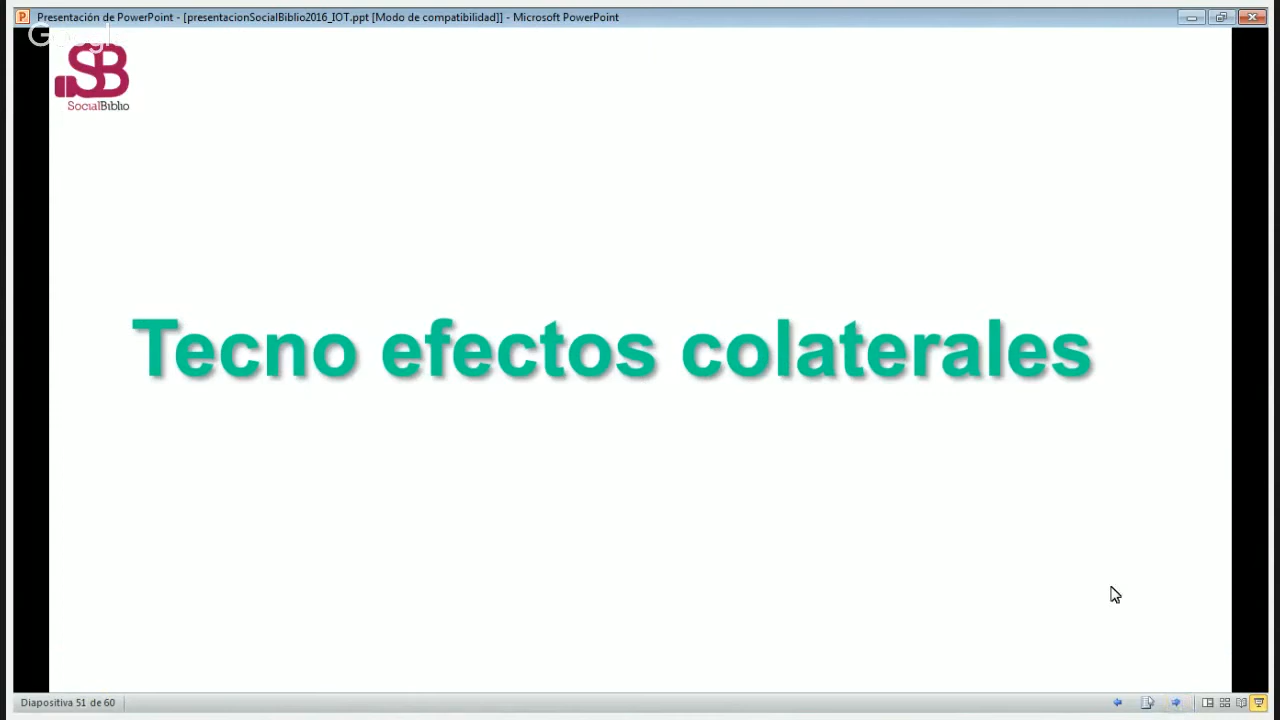 Presentación de PowerPoint - [presentacionSocialBiblio2016_IOT.ppt [Modo de compatibilidad]] - Microsoft PowerPoint
Google
SB
SocialBiblio
Tecno efectos colaterales
Diapositiva 51 de 60